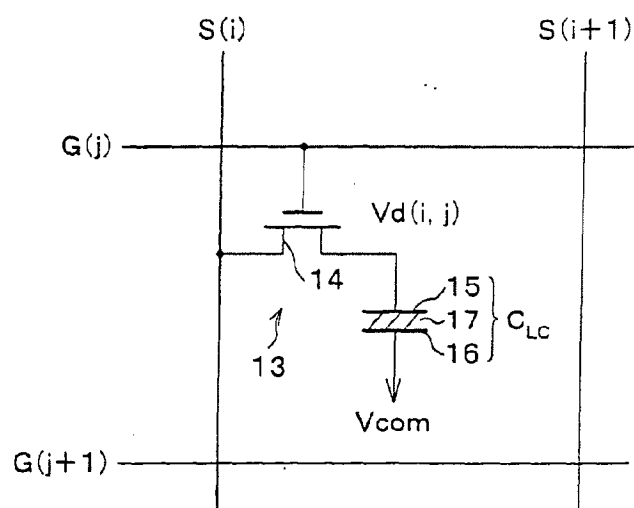 S(i) S(i+1)
G(j)
Vd(i, j)
14
15
17 C_LC
16
13
Vcom
G(j+1)